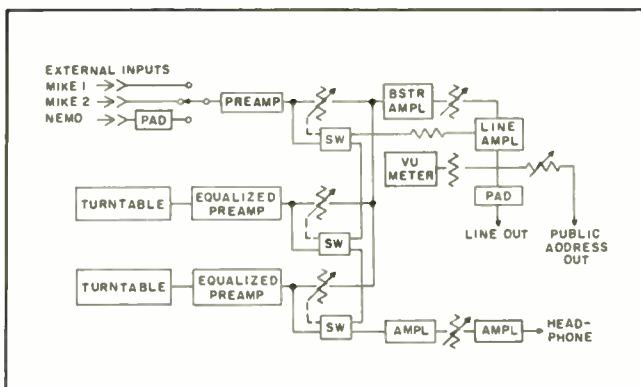 EXTERNAL INPUTS
MIKE 1
MIKE 2
NEMO
PAD
PREAMP
SW
BSTR
AMPL
LINE
AMPL
VU
METER
PAD
LINE OUT
PUBLIC
ADDRESS
OUT
TURNTABLE
EQUALIZED
PREAMP
SW
TURNTABLE
EQUALIZED
PREAMP
SW
AMPL
AMPL
HEAD-
PHONE